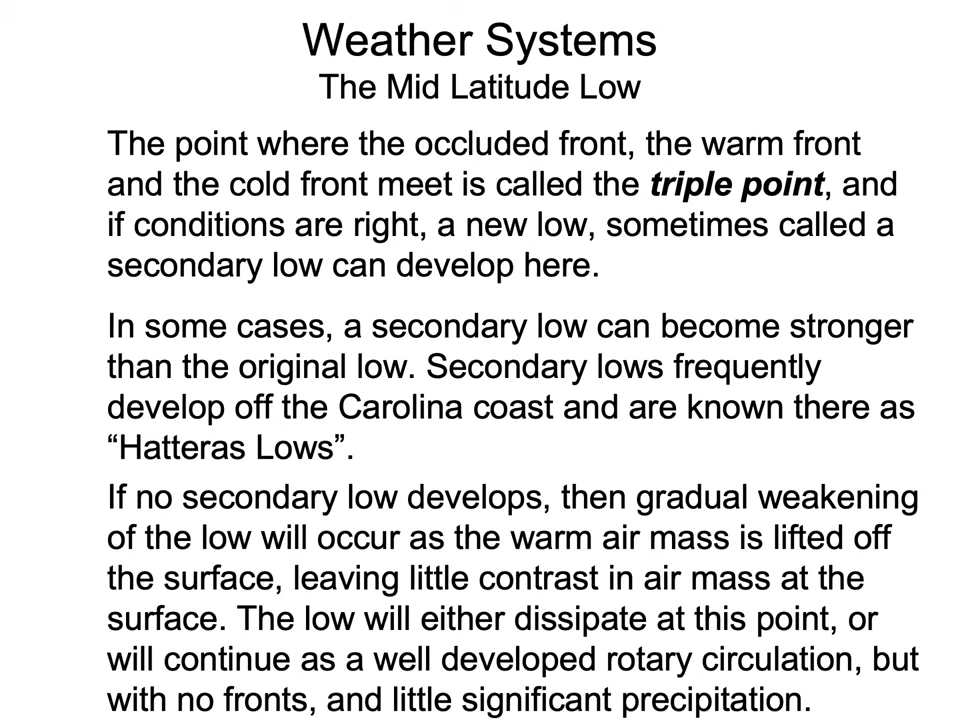 Weather Systems
The Mid Latitude Low
The point where the occluded front, the warm front
and the cold front meet is called the triple point, and
if conditions are right, a new low, sometimes called a
secondary low can develop here.
In some cases, a secondary low can become stronger
than the original low. Secondary lows frequently
develop off the Carolina coast and are known there as
“Hatteras Lows”.
If no secondary low develops, then gradual weakening
of the low will occur as the warm air mass is lifted off
the surface, leaving little contrast in air mass at the
surface. The low will either dissipate at this point, or
will continue as a well developed rotary circulation, but
with no fronts, and little significant precipitation.